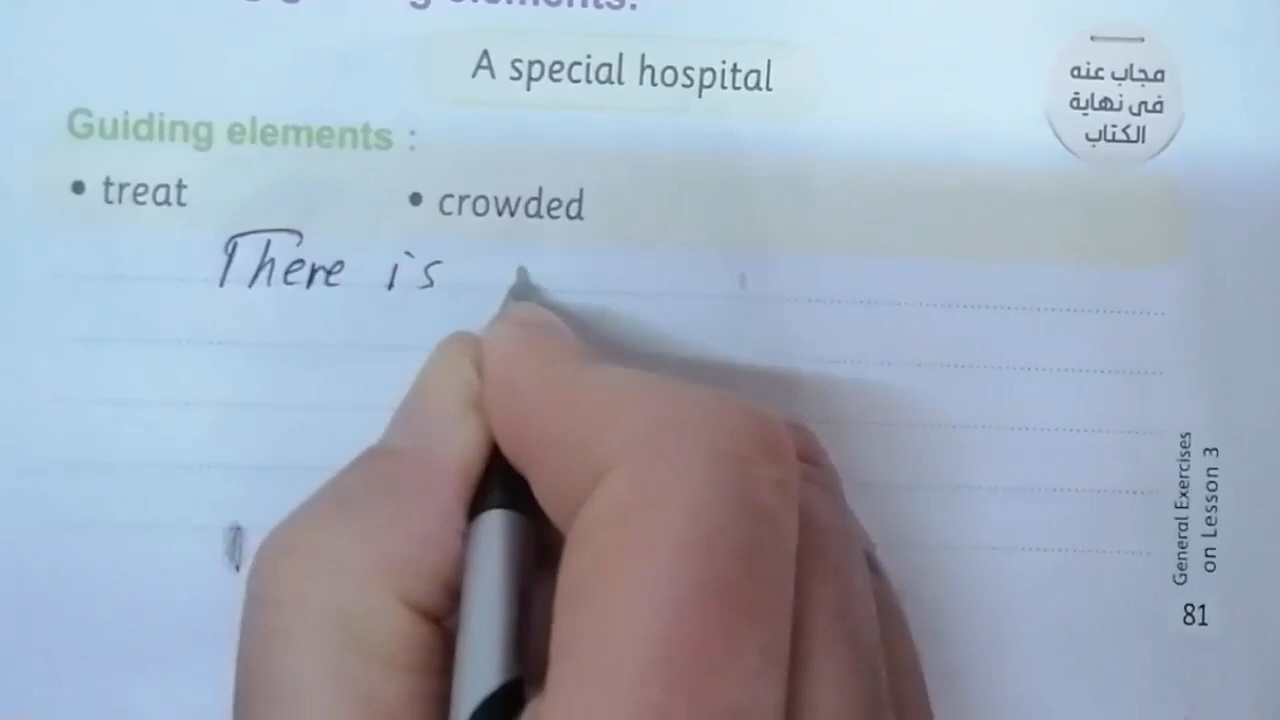 elements.
A special hospital
مجاب عنه
فى نهاية
الكتاب
Guiding elements :
• treat • crowded
There is
General Exercises
on Lesson 3
81